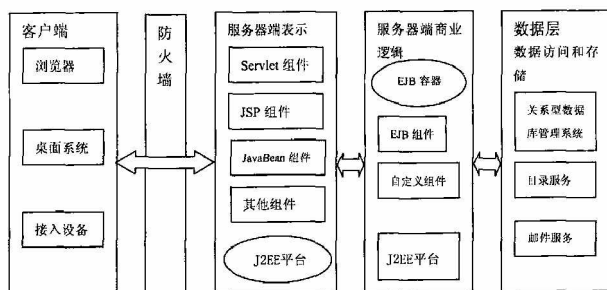 客户端
浏览器
桌面系统
接入设备
防
火
墙
服务器端表示
Servlet 组件
JSP 组件
JavaBean 组件
其他组件
J2EE平台
服务器端商业
逻辑
EJB 容器
EJB 组件
自定义组件
J2EE平台
数据层
数据访问和存
储
关系型数据
库管理系统
目录服务
邮件服务